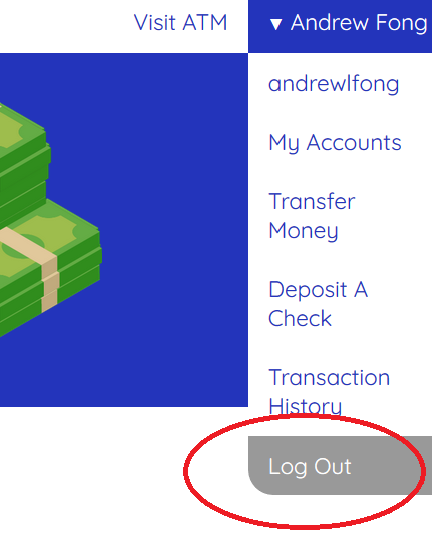 Visit ATM
▼ Andrew Fong
andrewlfong
My Accounts
Transfer
Money
Deposit A
Check
Transaction
History
Log Out